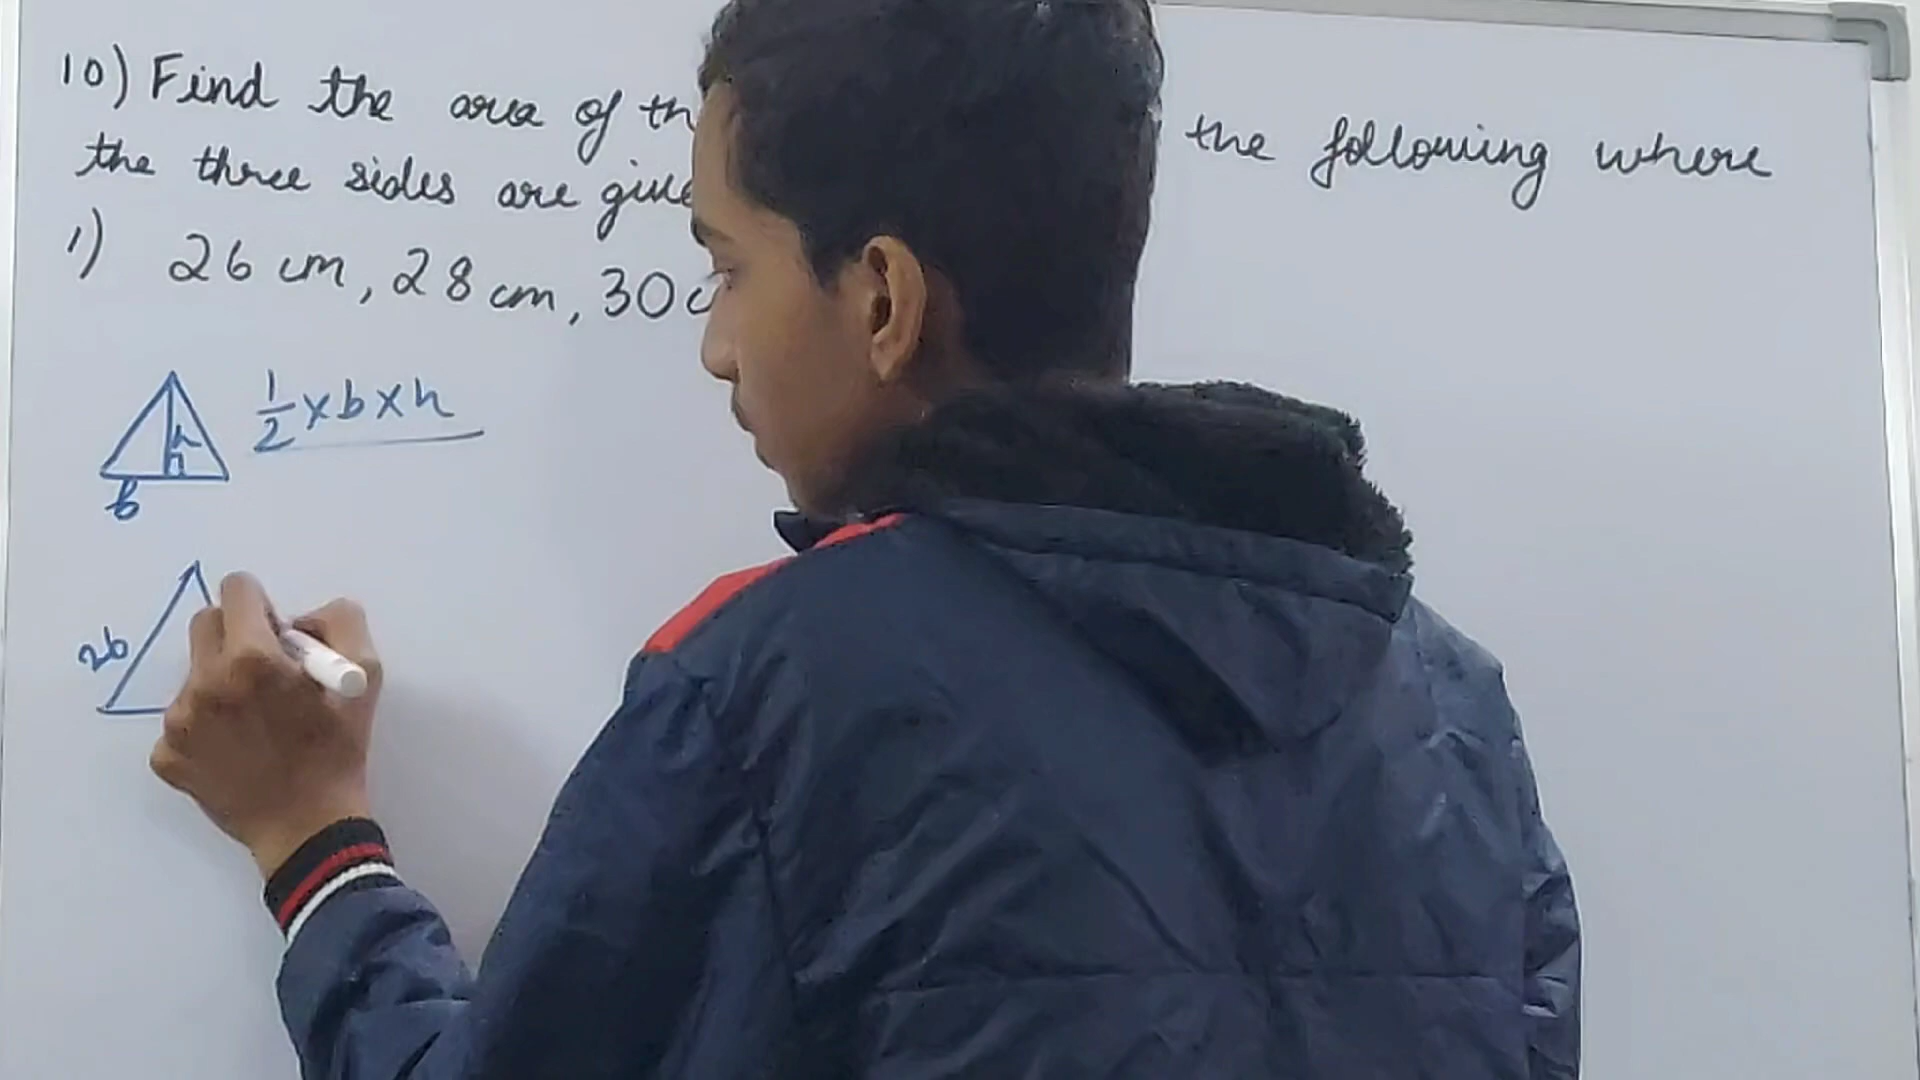 10) Find the area of th the following where
the three sides are give
1) 26 cm, 28 cm, 30 c
1/2 × b × h
h
b
26